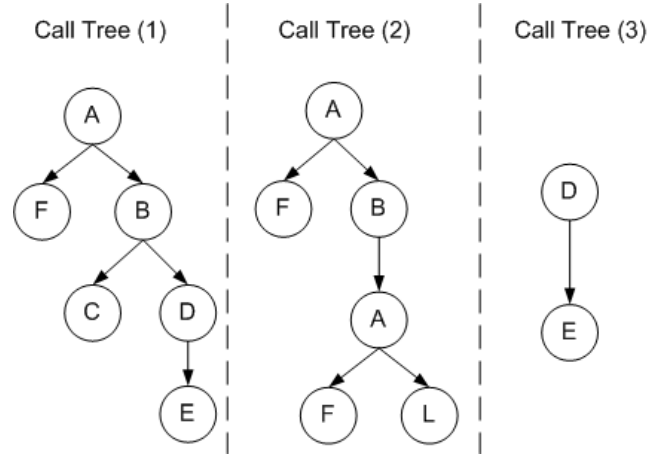 Call Tree (1)
Call Tree (2)
Call Tree (3)
A
F
B
C
D
E
A
F
B
A
F
L
D
E